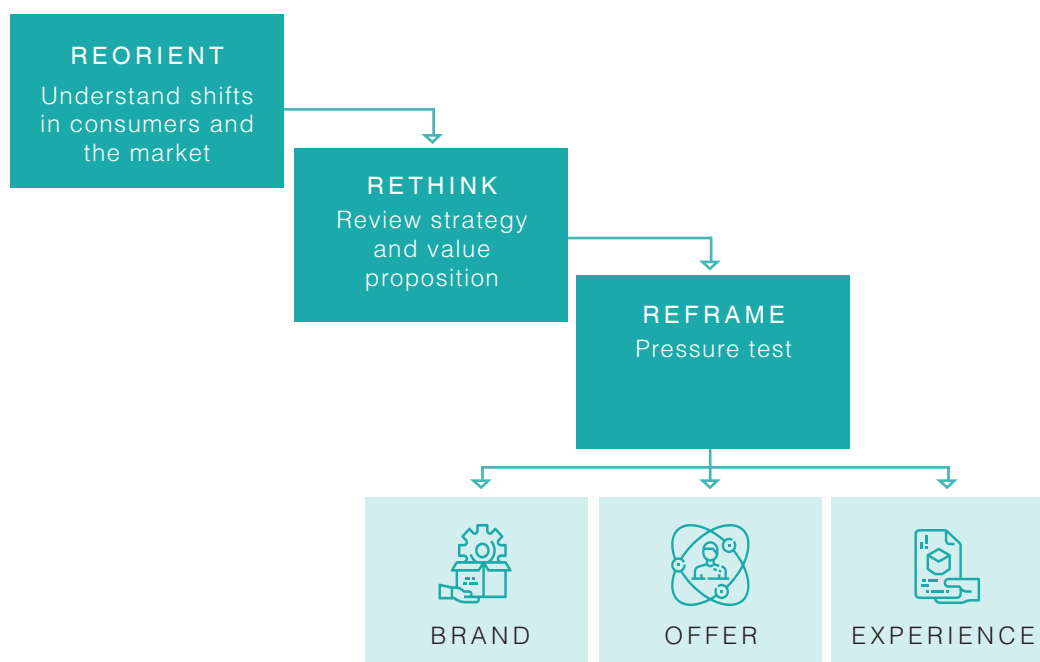 REORIENT
Understand shifts
in consumers and
the market
RETHINK
Review strategy
and value
proposition
REFRAME
Pressure test
BRAND
OFFER
EXPERIENCE